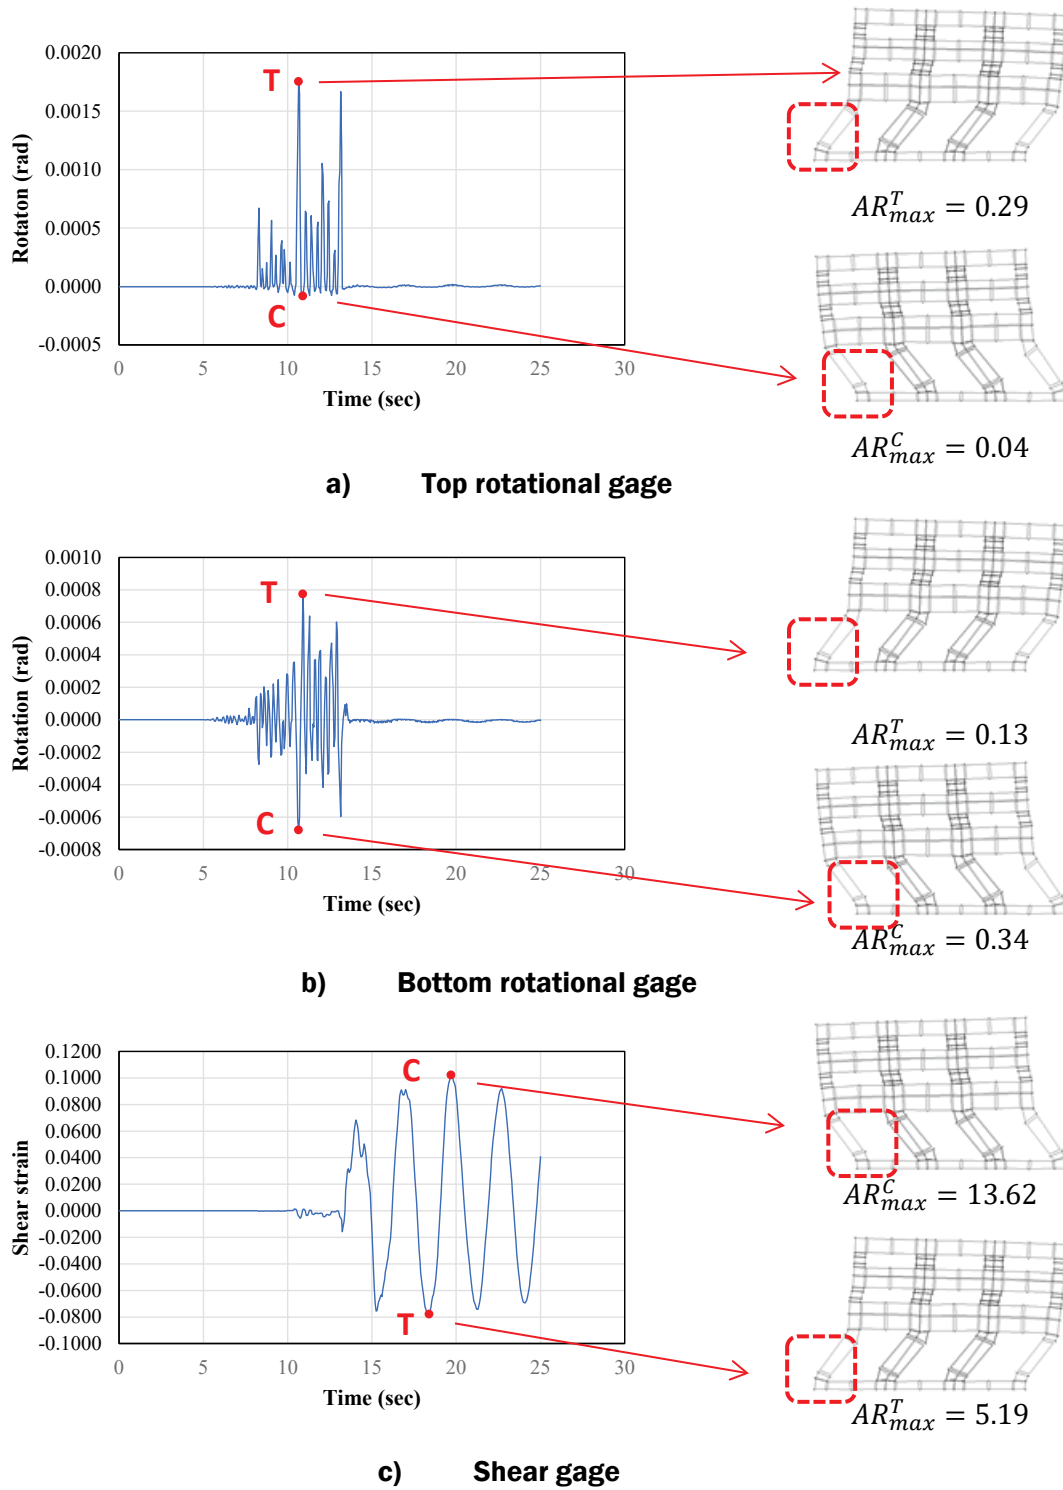 0.0020
0.0015
0.0010
0.0005
0.0000
-0.0005
Rotaton (rad)
T
C
0 5 10 15 20 25 30
Time (sec)
AR^T_max = 0.29
AR^C_max = 0.04
a) Top rotational gage
0.0010
0.0008
0.0006
0.0004
0.0002
0.0000
-0.0002
-0.0004
-0.0006
-0.0008
Rotation (rad)
T
C
0 5 10 15 20 25 30
Time (sec)
AR^T_max = 0.13
AR^C_max = 0.34
b) Bottom rotational gage
0.1200
0.1000
0.0800
0.0600
0.0400
0.0200
0.0000
-0.0200
-0.0400
-0.0600
-0.0800
-0.1000
Shear strain
C
T
0 5 10 15 20 25 30
Time (sec)
AR^C_max = 13.62
AR^T_max = 5.19
c) Shear gage